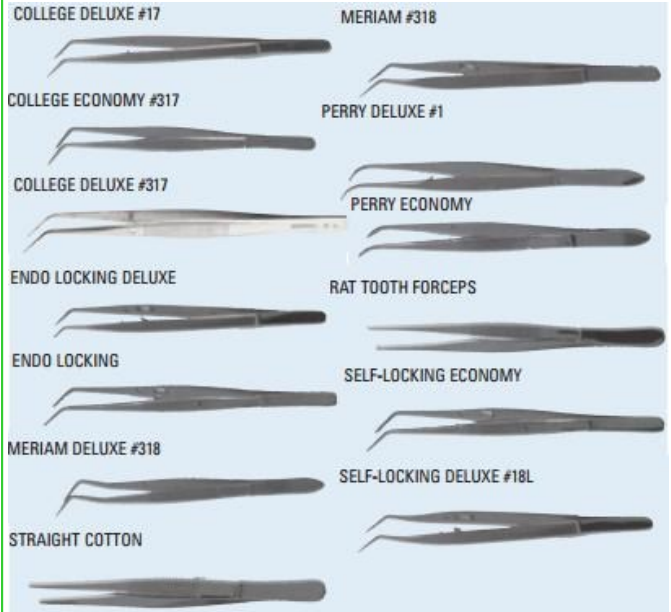 COLLEGE DELUXE #17
COLLEGE ECONOMY #317
COLLEGE DELUXE #317
ENDO LOCKING DELUXE
ENDO LOCKING
MERIAM DELUXE #318
STRAIGHT COTTON
MERIAM #318
PERRY DELUXE #1
PERRY ECONOMY
RAT TOOTH FORCEPS
SELF-LOCKING ECONOMY
SELF-LOCKING DELUXE #18L